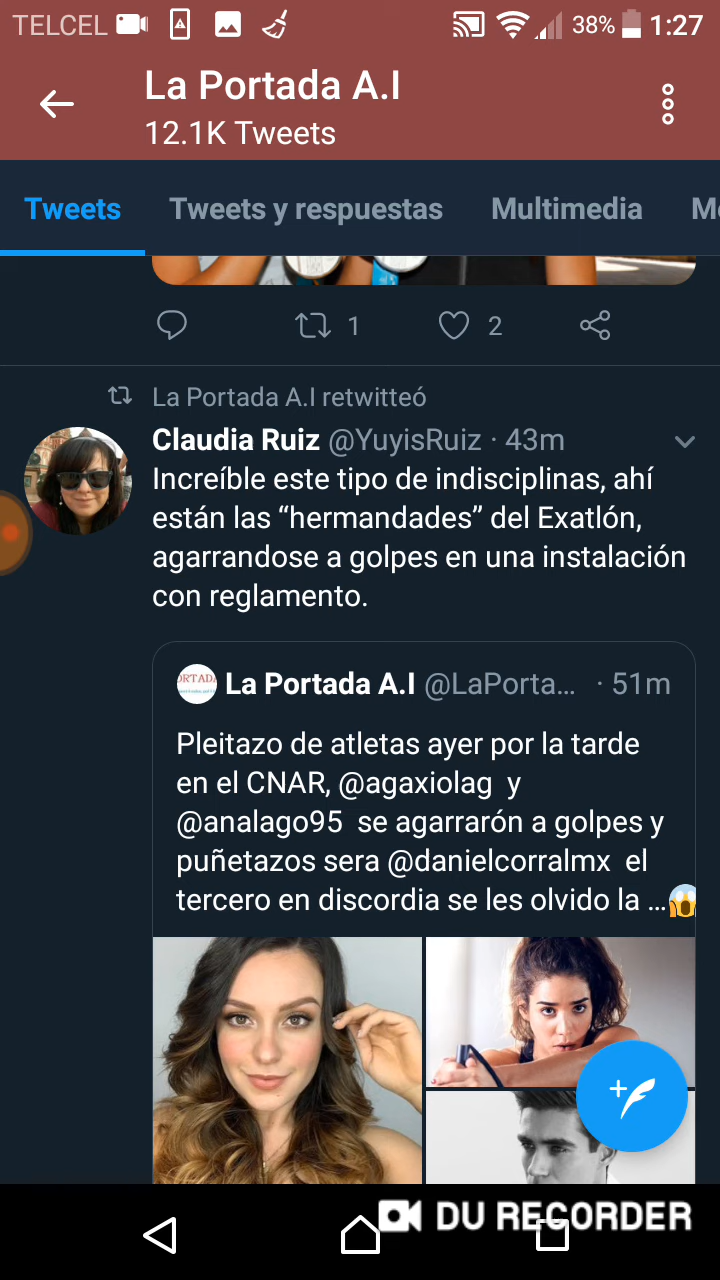 TELCEL 38% 1:27
La Portada A.I
12.1K Tweets
Tweets Tweets y respuestas Multimedia M
1 2
La Portada A.I retwitteó
Claudia Ruiz @YuyisRuiz · 43m
Increíble este tipo de indisciplinas, ahí
están las “hermandades” del Exatlón,
agarrandose a golpes en una instalación
con reglamento.
ORTADA
La Portada A.I @LaPorta... · 51m
Pleitazo de atletas ayer por la tarde
en el CNAR, @agaxiolag y
@analago95 se agarrarón a golpes y
puñetazos sera @danielcorralmx el
tercero en discordia se les olvido la ...😱
DU RECORDER